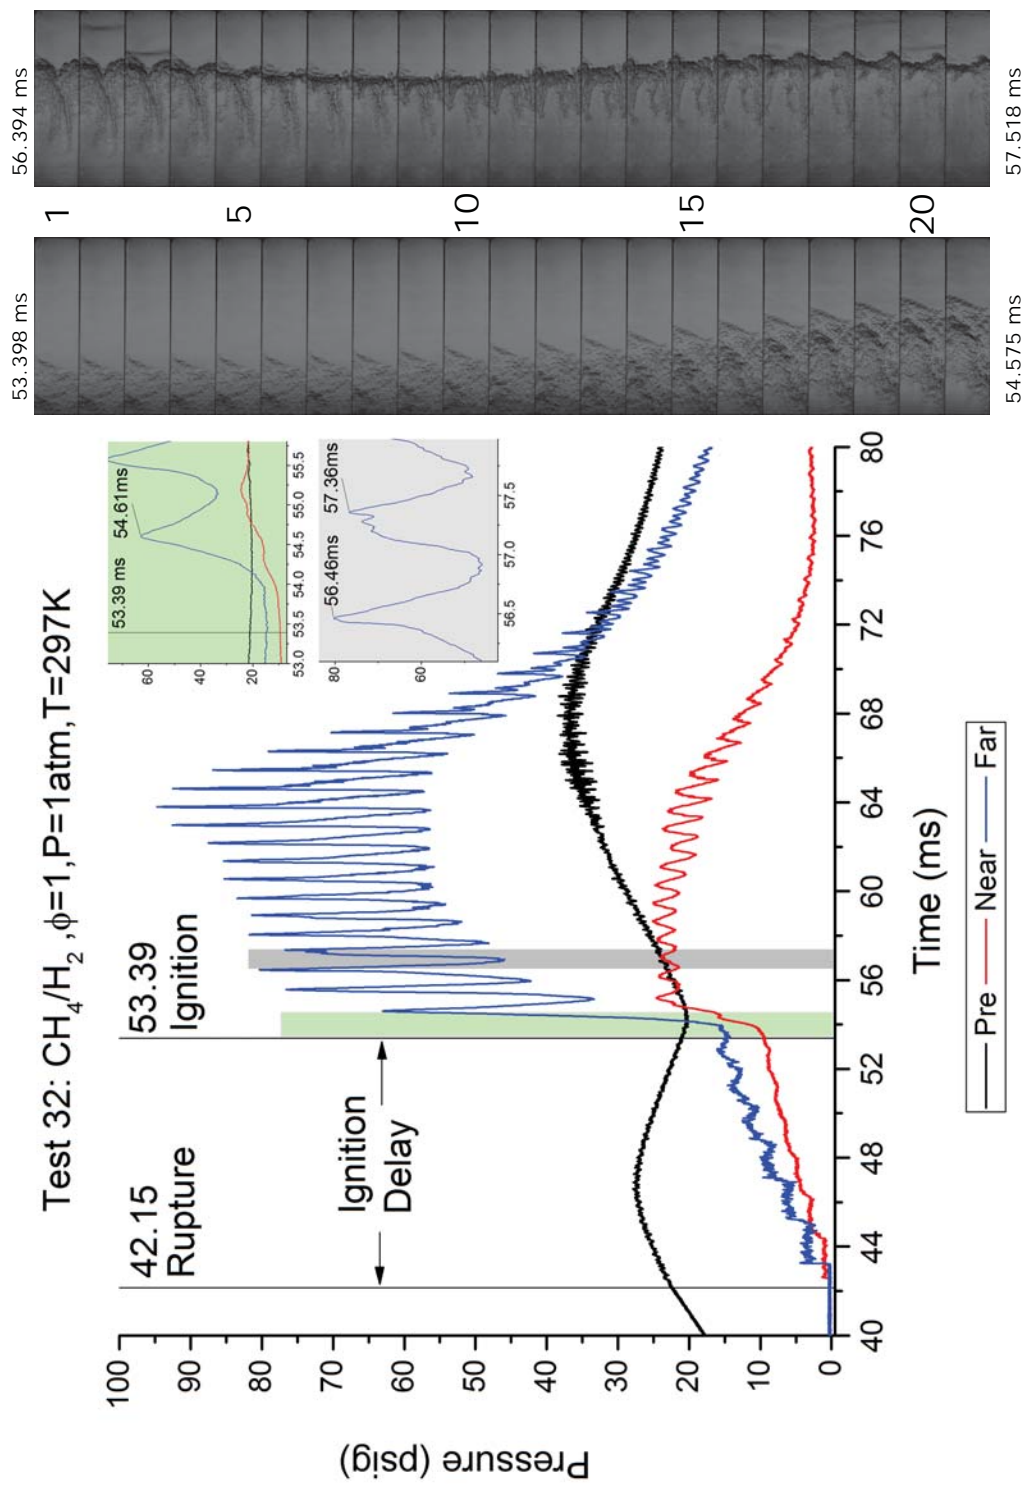 Test 32: CH4/H2 ,ϕ=1,P=1atm,T=297K
42.15
Rupture
53.39
Ignition
Ignition
Delay
53.39 ms
54.61ms
60
40
20
53.0
53.5
54.0
54.5
55.0
55.5
56.46ms
57.36ms
80
60
56.5
57.0
57.5
100
90
80
70
60
50
40
30
20
10
0
Pressure (psig)
40
44
48
52
56
60
64
68
72
76
80
Time (ms)
Pre
Near
Far
53.398 ms
54.575 ms
1
5
10
15
20
56.394 ms
57.518 ms